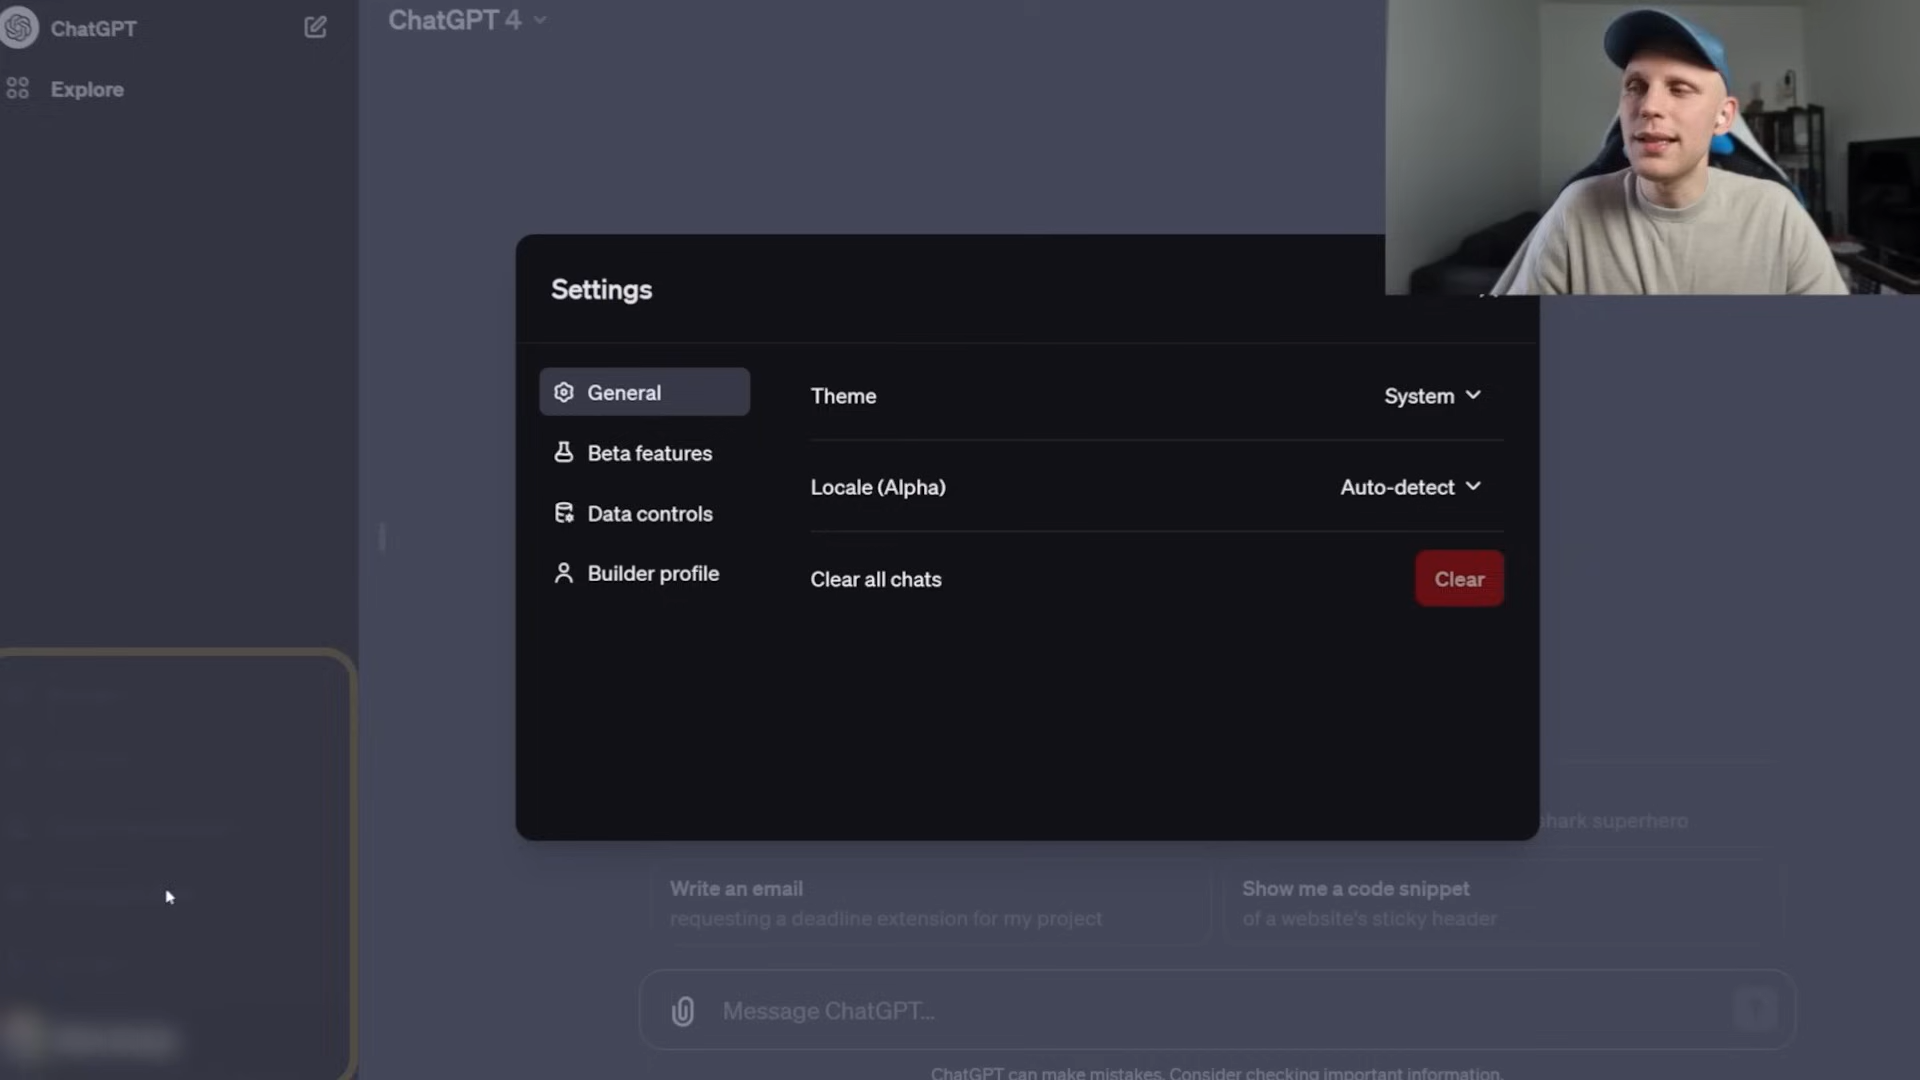 ChatGPT
Explore
ChatGPT 4
Settings
General
Beta features
Data controls
Builder profile
Theme
System
Locale (Alpha)
Auto-detect
Clear all chats
Clear
shark superhero
Write an email
requesting a deadline extension for my project
Show me a code snippet
of a website's sticky header
Message ChatGPT...
ChatGPT can make mistakes. Consider checking important information.